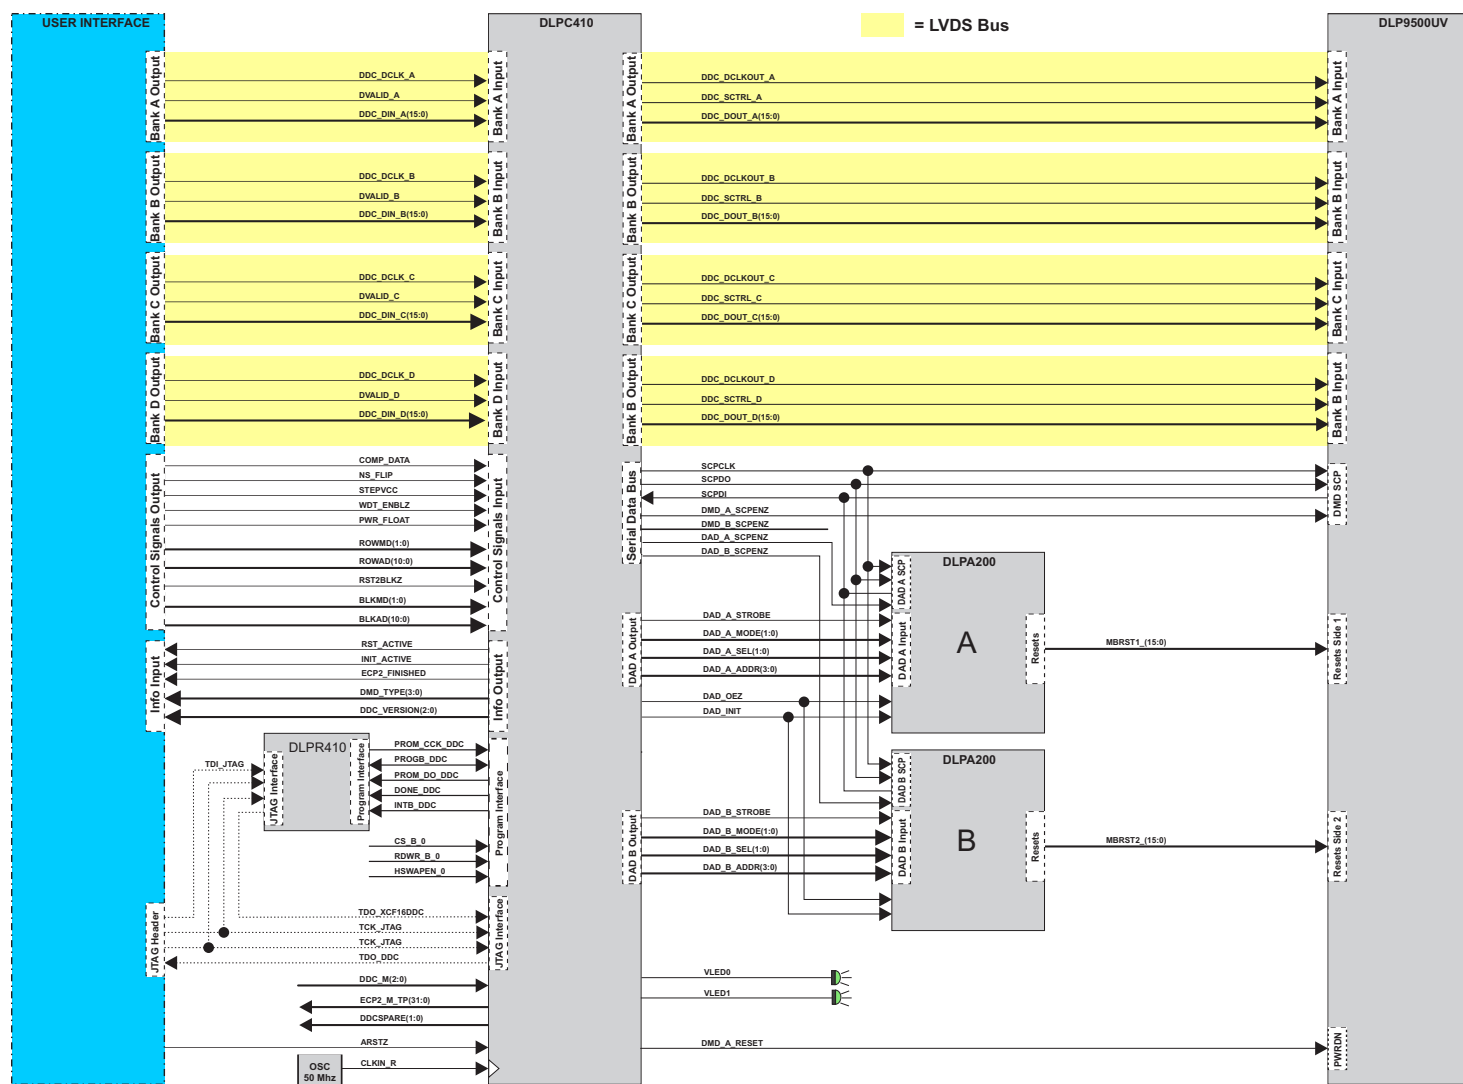 USER INTERFACE
DLPC410
= LVDS Bus
DLP9500UV
Bank A Output
DDC_DCLK_A
DVALID_A
DDC_DIN_A(15:0)
Bank A Input
Bank A Output
DDC_DCLKOUT_A
DDC_SCTRL_A
DDC_DOUT_A(15:0)
Bank A Input
Bank B Output
DDC_DCLK_B
DVALID_B
DDC_DIN_B(15:0)
Bank B Input
Bank B Output
DDC_DCLKOUT_B
DDC_SCTRL_B
DDC_DOUT_B(15:0)
Bank B Input
Bank C Output
DDC_DCLK_C
DVALID_C
DDC_DIN_C(15:0)
Bank C Input
Bank C Output
DDC_DCLKOUT_C
DDC_SCTRL_C
DDC_DOUT_C(15:0)
Bank C Input
Bank D Output
DDC_DCLK_D
DVALID_D
DDC_DIN_D(15:0)
Bank D Input
Bank B Output
DDC_DCLKOUT_D
DDC_SCTRL_D
DDC_DOUT_D(15:0)
Bank B Input
Control Signals Output
COMP_DATA
NS_FLIP
STEPVCC
WDT_ENBLZ
PWR_FLOAT
ROWMD(1:0)
ROWAD(10:0)
RST2BLKZ
BLKMD(1:0)
BLKAD(10:0)
Control Signals Input
Serial Data Bus
SCPCLK
SCPDO
SCPDI
DMD_A_SCPENZ
DMD_B_SCPENZ
DAD_A_SCPENZ
DAD_B_SCPENZ
DMD SCP
Info Input
RST_ACTIVE
INIT_ACTIVE
ECP2_FINISHED
DMD_TYPE(3:0)
DDC_VERSION(2:0)
Info Output
DAD A Output
DAD_A_STROBE
DAD_A_MODE(1:0)
DAD_A_SEL(1:0)
DAD_A_ADDR(3:0)
DAD_OEZ
DAD_INIT
DLPA200
DAD A SCP
DAD A Input
A
Resets
MBRST1_(15:0)
Resets Side 1
DLPR410
JTAG Interface
Program Interface
TDI_JTAG
PROM_CCK_DDC
PROGB_DDC
PROM_DO_DDC
DONE_DDC
INTB_DDC
CS_B_0
RDWR_B_0
HSWAPEN_0
Program Interface
DAD B Output
DAD_B_STROBE
DAD_B_MODE(1:0)
DAD_B_SEL(1:0)
DAD_B_ADDR(3:0)
DLPA200
DAD B SCP
DAD B Input
B
Resets
MBRST2_(15:0)
Resets Side 2
JTAG Header
TDO_XCF16DDC
TCK_JTAG
TCK_JTAG
TDO_DDC
JTAG Interface
DDC_M(2:0)
ECP2_M_TP(31:0)
DDCSPARE(1:0)
VLED0
VLED1
ARSTZ
DMD_A_RESET
PWRDN
OSC
50 Mhz
CLKIN_R